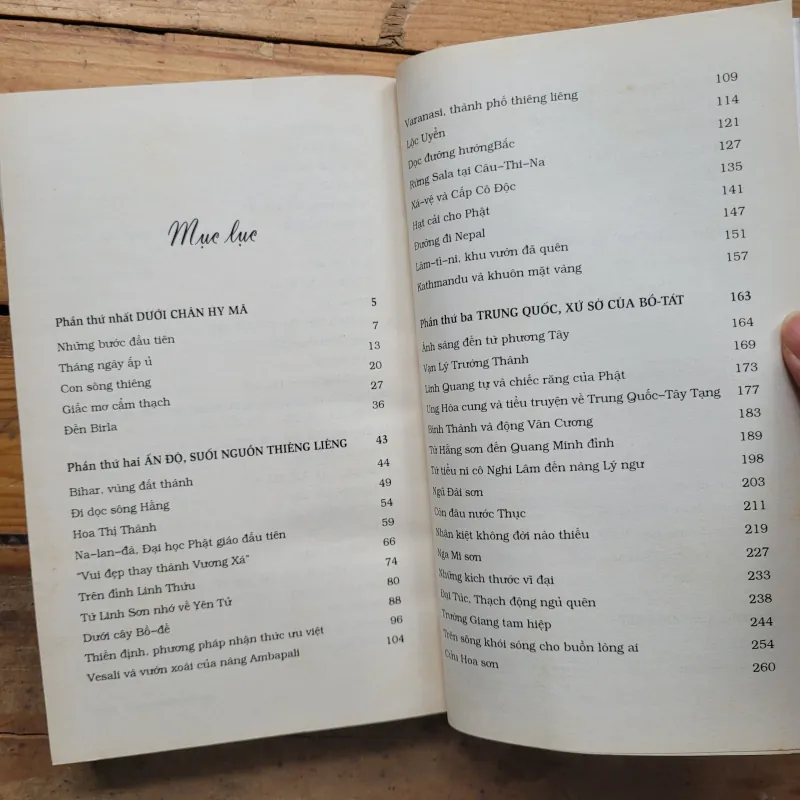 Mục lục
Phần thứ nhất DƯỚI CHÂN HY MÃ 5
Những bước đầu tiên 7
Tháng ngày ấp ủ 13
Con sông thiêng 20
Giấc mơ cẩm thạch 27
Đền Birla 36
Phần thứ hai ẤN ĐỘ, SUỐI NGUỒN THIÊNG LIÊNG 43
Bihar, vùng đất thánh 44
Đi dọc sông Hằng 49
Hoa Thị Thành 54
Na-lan-đà, Đại học Phật giáo đầu tiên 59
"Vui đẹp thay thành Vương Xá" 66
Trên đỉnh Linh Thứu 74
Từ Linh Sơn nhớ về Yên Tử 80
Dưới cây Bồ-đề 88
Thiền định, phương pháp nhận thức ưu việt 96
Vesali và vườn xoài của nàng Ambapali 104
Varanasi, thành phố thiêng liêng 109
Lộc Uyển 114
Dọc đường hướngBắc 121
Rừng Sala tại Câu-Thi-Na 127
Xá-vệ và Cấp Cô Độc 135
Hạt cải cho Phật 141
Đường đi Nepal 147
Lâm-tì-ni, khu vườn đã quên 151
Kathmandu và khuôn mặt vàng 157
Phần thứ ba TRUNG QUỐC, XỨ SỞ CỦA BỒ-TÁT 163
Ánh sáng đến từ phương Tây 164
Vạn Lý Trường Thành 169
Linh Quang tự và chiếc răng của Phật 173
Ung Hòa cung và tiểu truyện về Trung Quốc-Tây Tạng 177
Bình Thành và động Vân Cương 183
Từ Hằng sơn đến Quang Minh đỉnh 189
Từ tiểu ni cô Nghi Lâm đến nàng Lý ngư 198
Ngũ Đài sơn 203
Còn đâu nước Thục 211
Nhân kiệt không đời nào thiếu 219
Nga Mi sơn 227
Những kích thước vĩ đại 233
Đại Túc, Thạch động ngủ quên 238
Trường Giang tam hiệp 244
Trên sông khói sóng cho buồn lòng ai 254
Cửu Hoa sơn 260